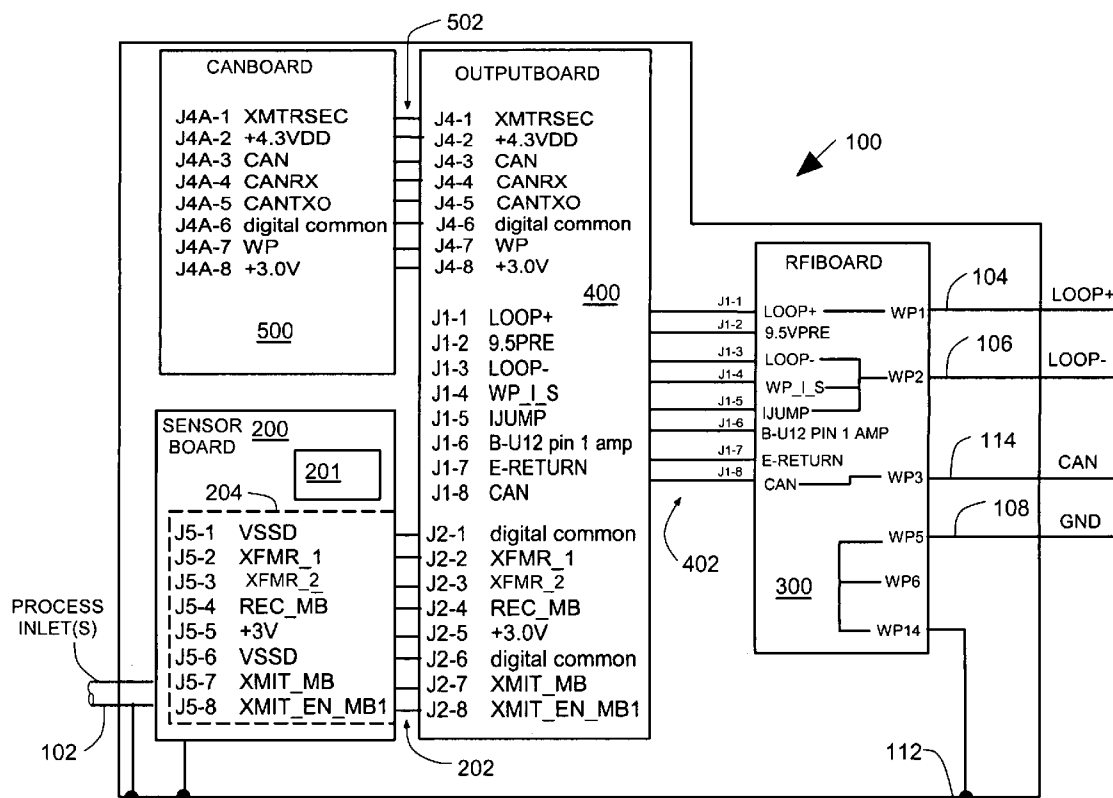 502
CANBOARD
J4A-1 XMTRSEC
J4A-2 +4.3VDD
J4A-3 CAN
J4A-4 CANRX
J4A-5 CANTXO
J4A-6 digital common
J4A-7 WP
J4A-8 +3.0V
500
OUTPUTBOARD
J4-1 XMTRSEC
J4-2 +4.3VDD
J4-3 CAN
J4-4 CANRX
J4-5 CANTXO
J4-6 digital common
J4-7 WP
J4-8 +3.0V
400
J1-1 LOOP+
J1-2 9.5PRE
J1-3 LOOP-
J1-4 WP_I_S
J1-5 IJUMP
J1-6 B-U12 pin 1 amp
J1-7 E-RETURN
J1-8 CAN
J2-1 digital common
J2-2 XFMR_1
J2-3 XFMR_2
J2-4 REC_MB
J2-5 +3.0V
J2-6 digital common
J2-7 XMIT_MB
J2-8 XMIT_EN_MB1
SENSOR
BOARD
200
201
204
J5-1 VSSD
J5-2 XFMR_1
J5-3 XFMR_2
J5-4 REC_MB
J5-5 +3V
J5-6 VSSD
J5-7 XMIT_MB
J5-8 XMIT_EN_MB1
PROCESS
INLET(S)
102
202
100
J1-1
J1-2
J1-3
J1-4
J1-5
J1-6
J1-7
J1-8
402
RFIBOARD
LOOP+ WP1
9.5VPRE
LOOP-
WP_I_S WP2
IJUMP
B-U12 PIN 1 AMP
E-RETURN
CAN WP3
WP5
WP6
300
WP14
104 LOOP+
106 LOOP-
114 CAN
108 GND
112